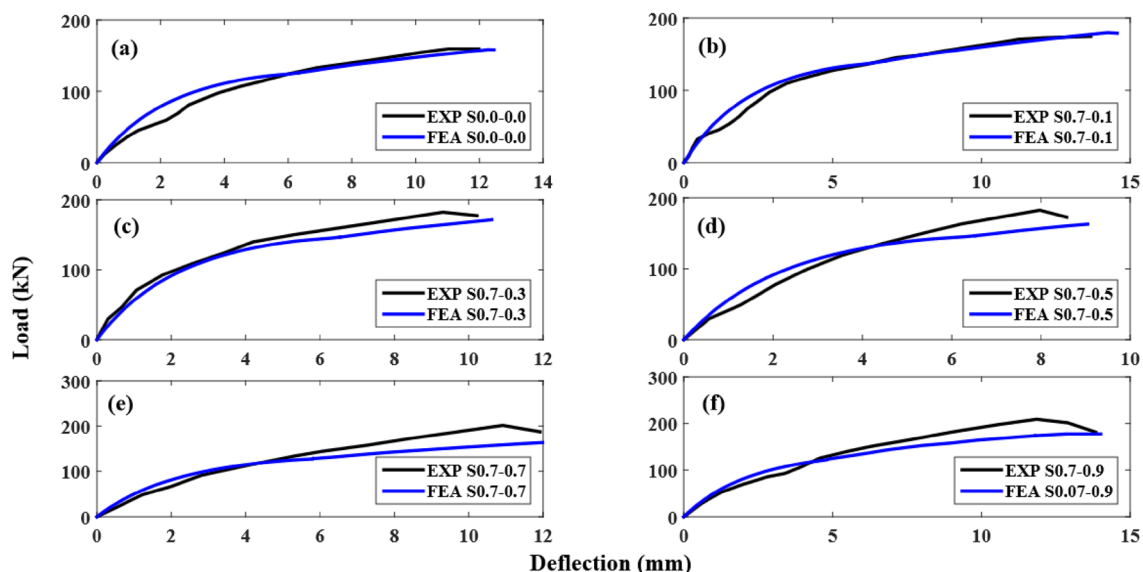 200
(a)
100
EXP S0.0-0.0
FEA S0.0-0.0
0
0 2 4 6 8 10 12 14
200
(b)
100
EXP S0.7-0.1
FEA S0.7-0.1
0
0 5 10 15
200
(c)
100
EXP S0.7-0.3
FEA S0.7-0.3
0
0 2 4 6 8 10 12
200
(d)
100
EXP S0.7-0.5
FEA S0.7-0.5
0
0 2 4 6 8 10
300
(e)
200
100
EXP S0.7-0.7
FEA S0.7-0.7
0
0 2 4 6 8 10 12
300
(f)
200
100
EXP S0.7-0.9
FEA S0.07-0.9
0
0 5 10 15
Load (kN)
Deflection (mm)